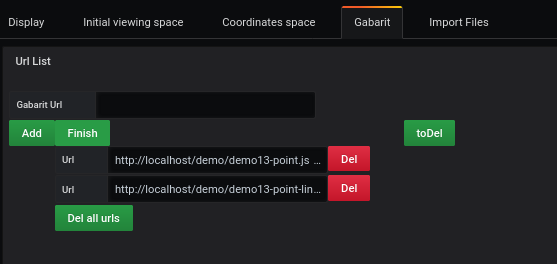 Display Initial viewing space Coordinates space Gabarit Import Files
Url List
Gabarit Url
Add Finish toDel
Url http://localhost/demo/demo13-point.js ... Del
Url http://localhost/demo/demo13-point-lin... Del
Del all urls